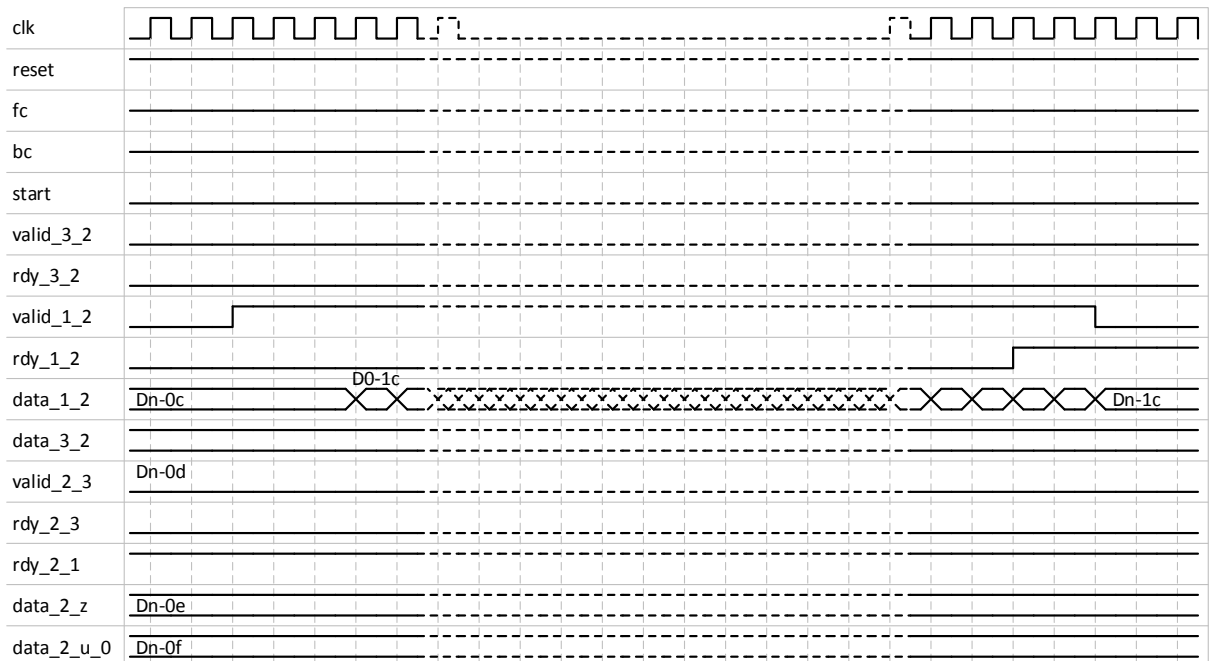 clk
reset
fc
bc
start
valid_3_2
rdy_3_2
valid_1_2
rdy_1_2
D0-1c
data_1_2 Dn-0c Dn-1c
data_3_2
valid_2_3 Dn-0d
rdy_2_3
rdy_2_1
data_2_z Dn-0e
data_2_u_0 Dn-0f